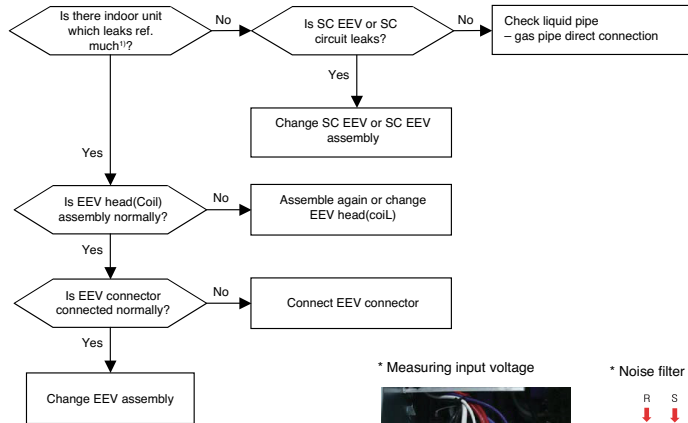 Is there indoor unit
which leaks ref.
much¹⁾?
No
Is SC EEV or SC
circuit leaks?
No
Check liquid pipe
– gas pipe direct connection
Yes
Change SC EEV or SC EEV
assembly
Yes
Is EEV head(Coil)
assembly normally?
No
Assemble again or change
EEV head(coiL)
Yes
Is EEV connector
connected normally?
No
Connect EEV connector
Yes
Change EEV assembly
* Measuring input voltage
* Noise filter
R S